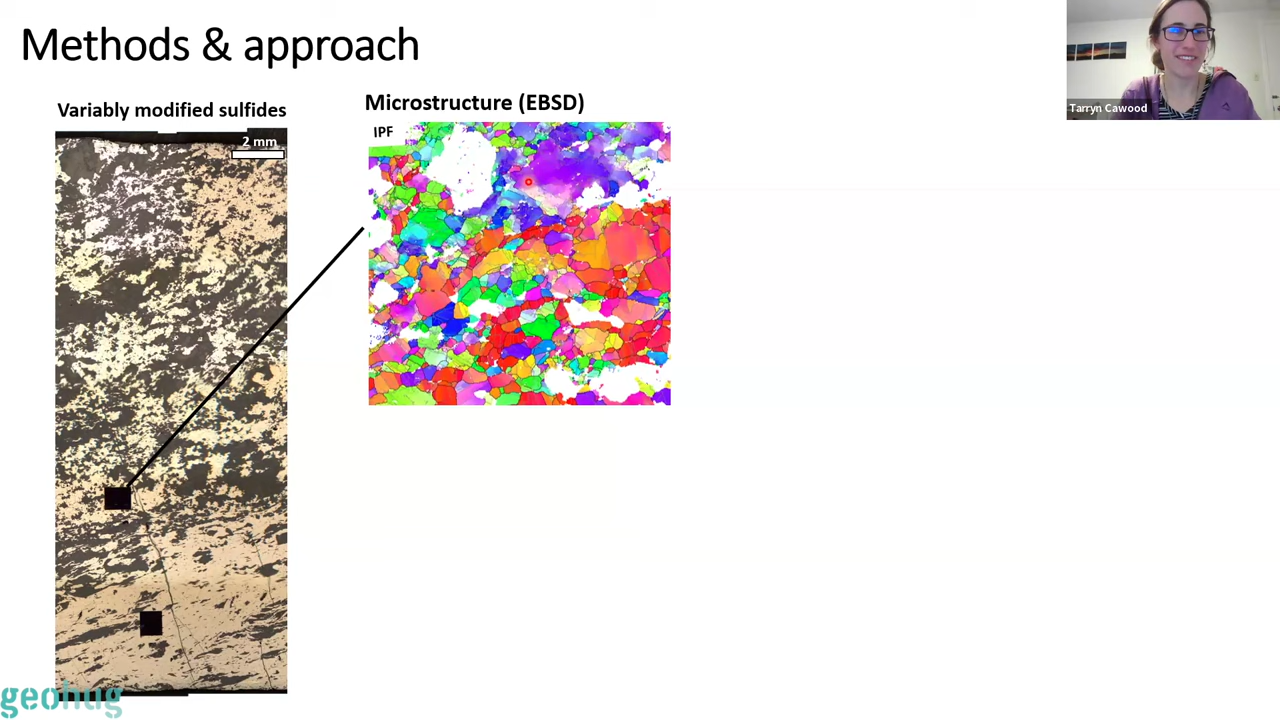 Methods & approach
Variably modified sulfides
2 mm
Microstructure (EBSD)
IPF
Tarryn Cawood
geohug